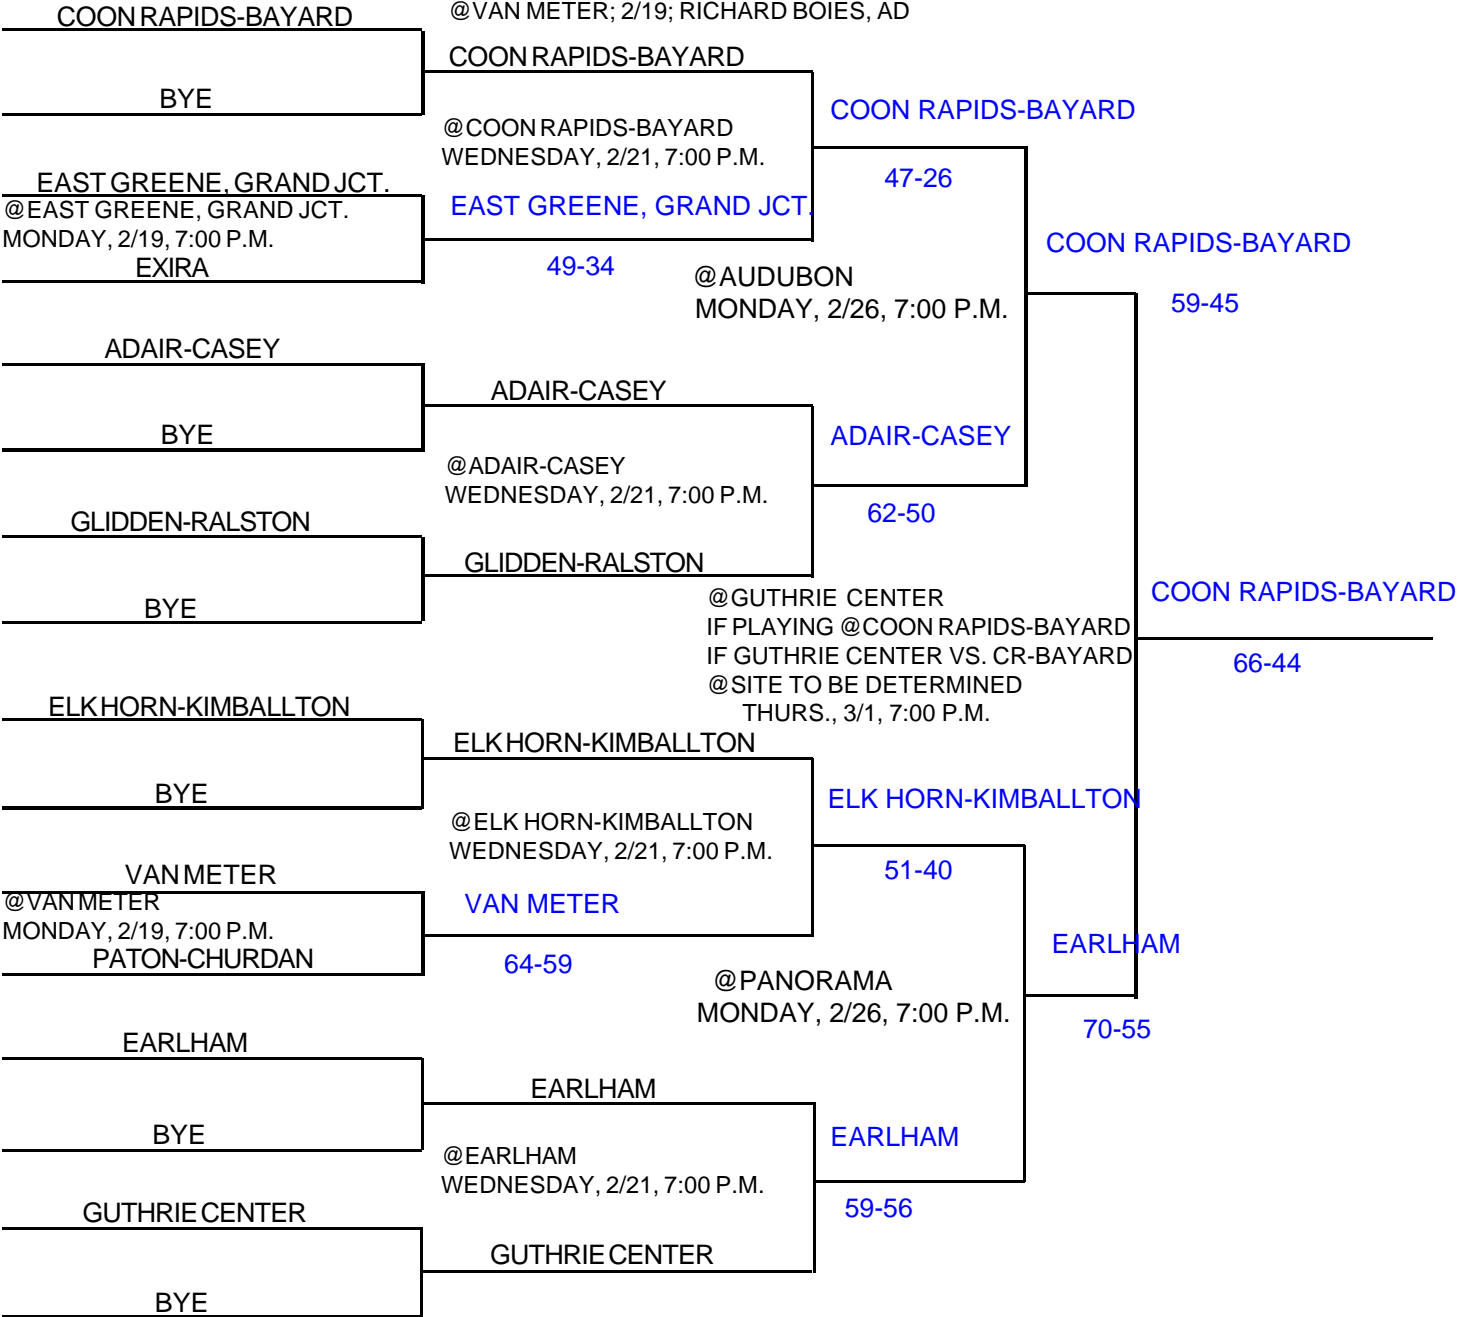 COON RAPIDS-BAYARD
@VAN METER; 2/19; RICHARD BOIES, AD
COON RAPIDS-BAYARD
BYE
COON RAPIDS-BAYARD
@COON RAPIDS-BAYARD
WEDNESDAY, 2/21, 7:00 P.M.
47-26
EAST GREENE, GRAND JCT.
@EAST GREENE, GRAND JCT.
MONDAY, 2/19, 7:00 P.M.
EXIRA
EAST GREENE, GRAND JCT.
49-34
COON RAPIDS-BAYARD
59-45
@AUDUBON
MONDAY, 2/26, 7:00 P.M.
ADAIR-CASEY
ADAIR-CASEY
BYE
ADAIR-CASEY
@ADAIR-CASEY
WEDNESDAY, 2/21, 7:00 P.M.
62-50
GLIDDEN-RALSTON
GLIDDEN-RALSTON
BYE
@GUTHRIE CENTER
IF PLAYING @COON RAPIDS-BAYARD
IF GUTHRIE CENTER VS. CR-BAYARD
@SITE TO BE DETERMINED
THURS., 3/1, 7:00 P.M.
COON RAPIDS-BAYARD
66-44
ELK HORN-KIMBALLTON
ELK HORN-KIMBALLTON
BYE
ELK HORN-KIMBALLTON
@ELK HORN-KIMBALLTON
WEDNESDAY, 2/21, 7:00 P.M.
51-40
VAN METER
@VAN METER
MONDAY, 2/19, 7:00 P.M.
PATON-CHURDAN
VAN METER
64-59
EARLHAM
70-55
@PANORAMA
MONDAY, 2/26, 7:00 P.M.
EARLHAM
EARLHAM
BYE
EARLHAM
@EARLHAM
WEDNESDAY, 2/21, 7:00 P.M.
59-56
GUTHRIE CENTER
GUTHRIE CENTER
BYE